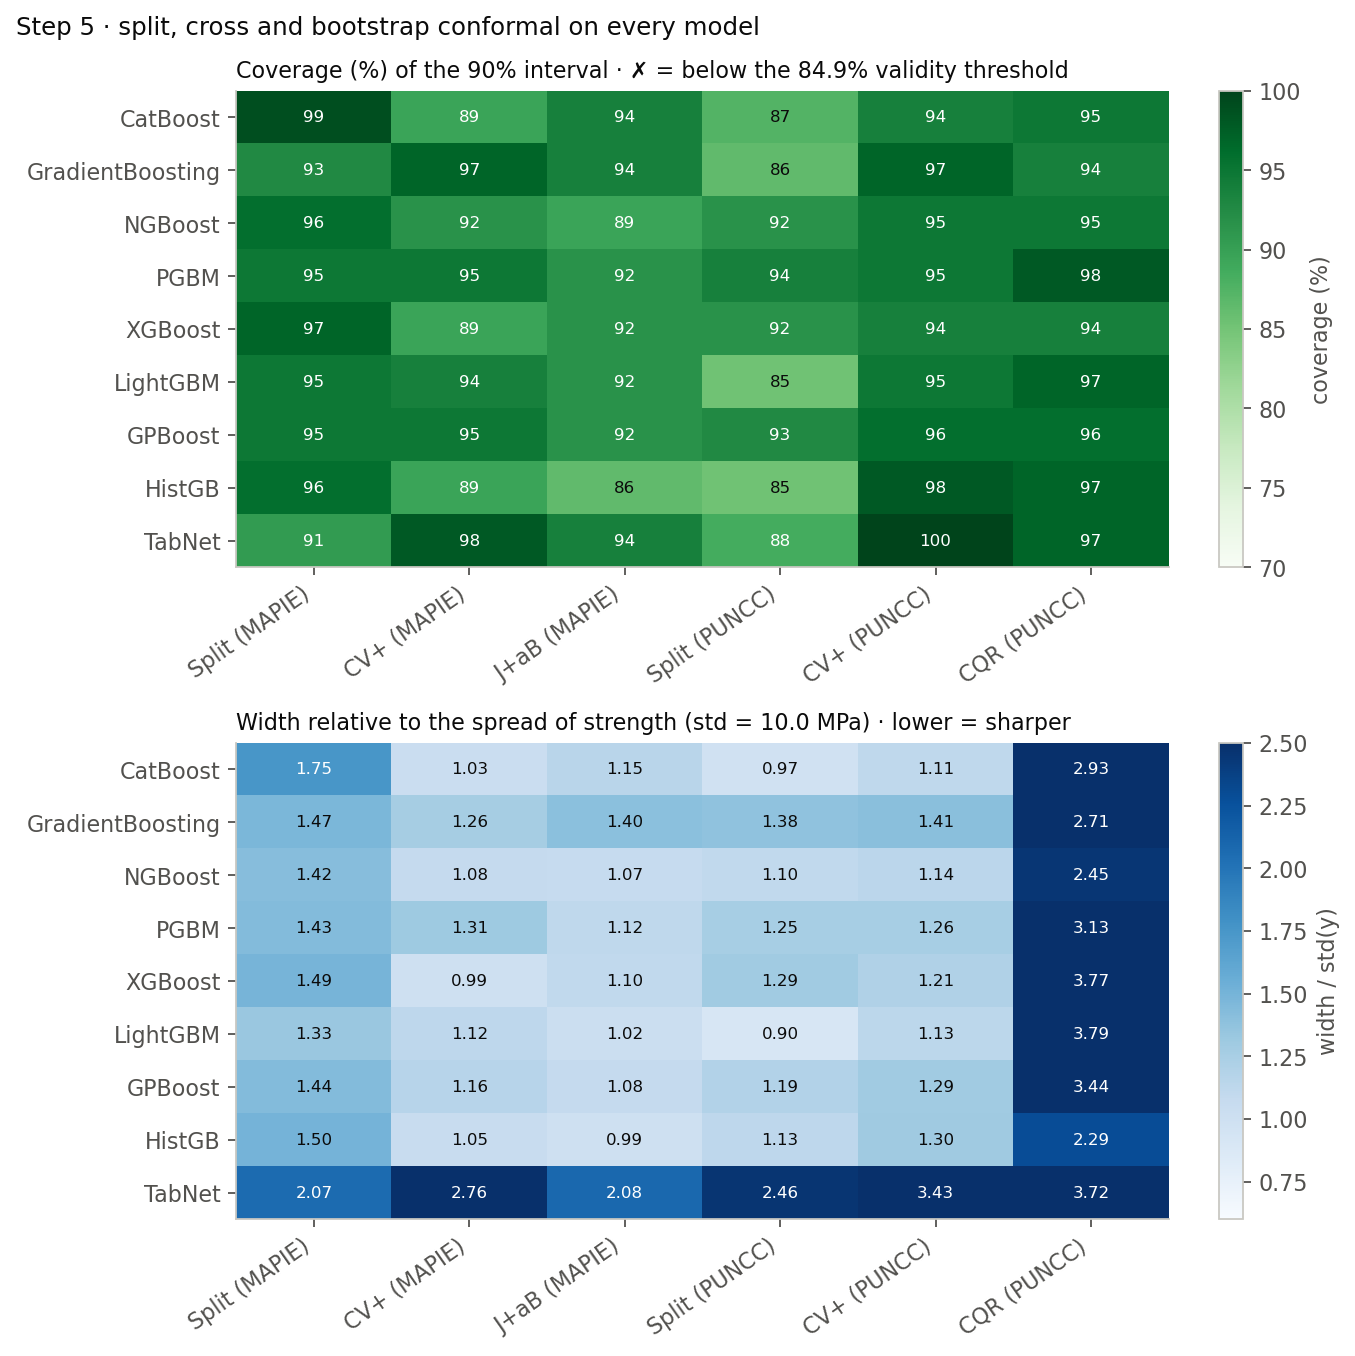 Step 5 · split, cross and bootstrap conformal on every model
Coverage (%) of the 90% interval · ✗ = below the 84.9% validity threshold
CatBoost 99 89 94 87 94 95
GradientBoosting 93 97 94 86 97 94
NGBoost 96 92 89 92 95 95
PGBM 95 95 92 94 95 98
XGBoost 97 89 92 92 94 94
LightGBM 95 94 92 85 95 97
GPBoost 95 95 92 93 96 96
HistGB 96 89 86 85 98 97
TabNet 91 98 94 88 100 97
Split (MAPIE) CV+ (MAPIE) J+aB (MAPIE) Split (PUNCC) CV+ (PUNCC) CQR (PUNCC)
100
95
90
85
80
75
70
coverage (%)
Width relative to the spread of strength (std = 10.0 MPa) · lower = sharper
CatBoost 1.75 1.03 1.15 0.97 1.11 2.93
GradientBoosting 1.47 1.26 1.40 1.38 1.41 2.71
NGBoost 1.42 1.08 1.07 1.10 1.14 2.45
PGBM 1.43 1.31 1.12 1.25 1.26 3.13
XGBoost 1.49 0.99 1.10 1.29 1.21 3.77
LightGBM 1.33 1.12 1.02 0.90 1.13 3.79
GPBoost 1.44 1.16 1.08 1.19 1.29 3.44
HistGB 1.50 1.05 0.99 1.13 1.30 2.29
TabNet 2.07 2.76 2.08 2.46 3.43 3.72
Split (MAPIE) CV+ (MAPIE) J+aB (MAPIE) Split (PUNCC) CV+ (PUNCC) CQR (PUNCC)
2.50
2.25
2.00
1.75
1.50
1.25
1.00
0.75
width / std(y)